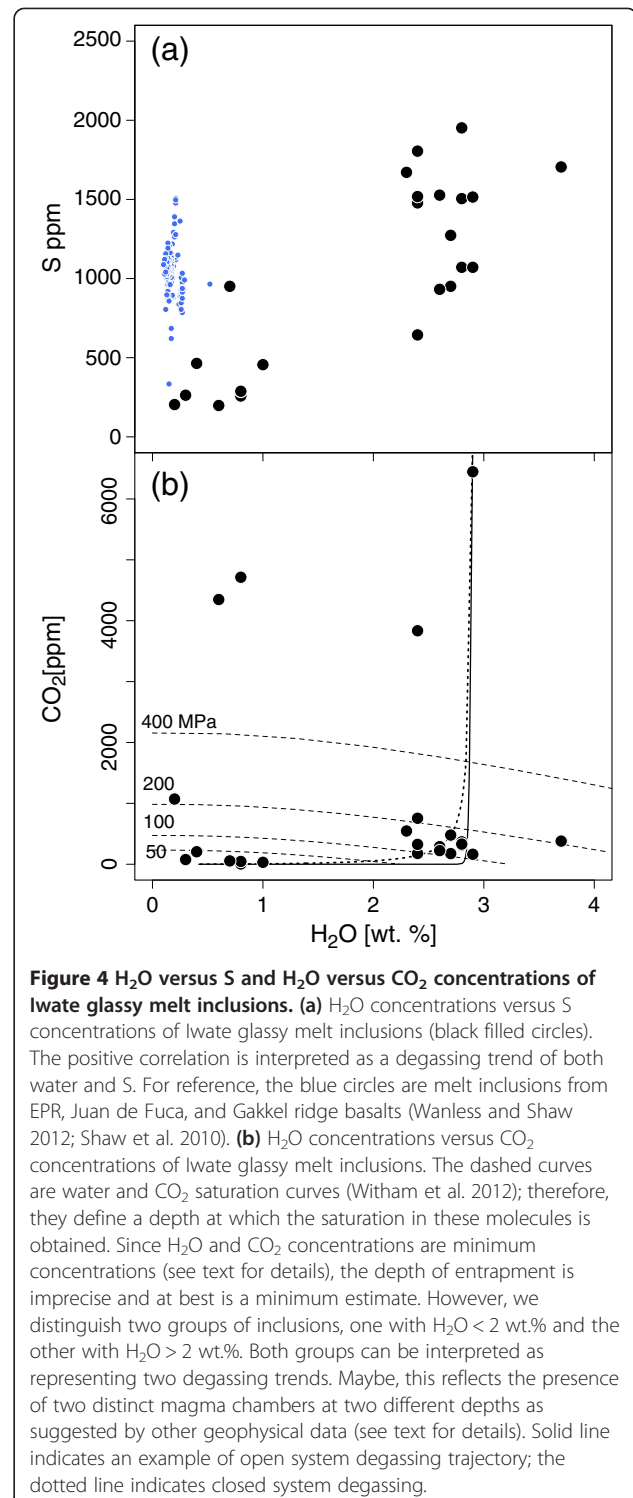 (a)
2500
2000
1500
1000
500
0
S ppm
(b)
6000
4000
2000
0
CO₂[ppm]
400 MPa
200
100
50
0 1 2 3 4
H₂O [wt. %]
Figure 4 H₂O versus S and H₂O versus CO₂ concentrations of
Iwate glassy melt inclusions. (a) H₂O concentrations versus S
concentrations of Iwate glassy melt inclusions (black filled circles).
The positive correlation is interpreted as a degassing trend of both
water and S. For reference, the blue circles are melt inclusions from
EPR, Juan de Fuca, and Gakkel ridge basalts (Wanless and Shaw
2012; Shaw et al. 2010). (b) H₂O concentrations versus CO₂
concentrations of Iwate glassy melt inclusions. The dashed curves
are water and CO₂ saturation curves (Witham et al. 2012); therefore,
they define a depth at which the saturation in these molecules is
obtained. Since H₂O and CO₂ concentrations are minimum
concentrations (see text for details), the depth of entrapment is
imprecise and at best is a minimum estimate. However, we
distinguish two groups of inclusions, one with H₂O < 2 wt.% and the
other with H₂O > 2 wt.%. Both groups can be interpreted as
representing two degassing trends. Maybe, this reflects the presence
of two distinct magma chambers at two different depths as
suggested by other geophysical data (see text for details). Solid line
indicates an example of open system degassing trajectory; the
dotted line indicates closed system degassing.